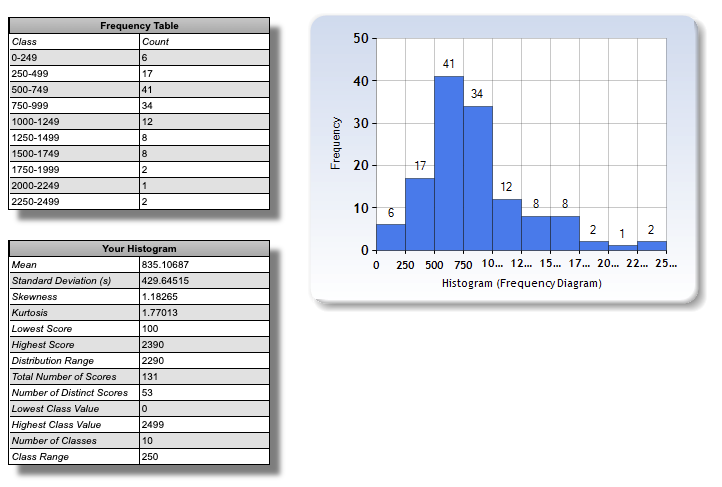 Frequency Table
Class Count
0-249 6
250-499 17
500-749 41
750-999 34
1000-1249 12
1250-1499 8
1500-1749 8
1750-1999 2
2000-2249 1
2250-2499 2
Your Histogram
Mean 835.10687
Standard Deviation (s) 429.64515
Skewness 1.18265
Kurtosis 1.77013
Lowest Score 100
Highest Score 2390
Distribution Range 2290
Total Number of Scores 131
Number of Distinct Scores 53
Lowest Class Value 0
Highest Class Value 2499
Number of Classes 10
Class Range 250
Frequency
50
40
30
20
10
0
6 17 41 34 12 8 8 2 1 2
0 250 500 750 10... 12... 15... 17... 20... 22... 25...
Histogram (Frequency Diagram)